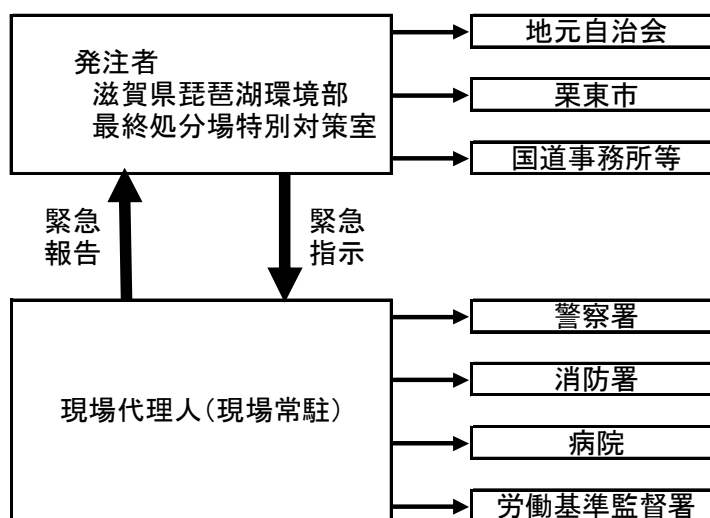 発注者
滋賀県琵琶湖環境部
最終処分場特別対策室
地元自治会
栗東市
国道事務所等
緊急
報告
緊急
指示
現場代理人（現場常駐）
警察署
消防署
病院
労働基準監督署